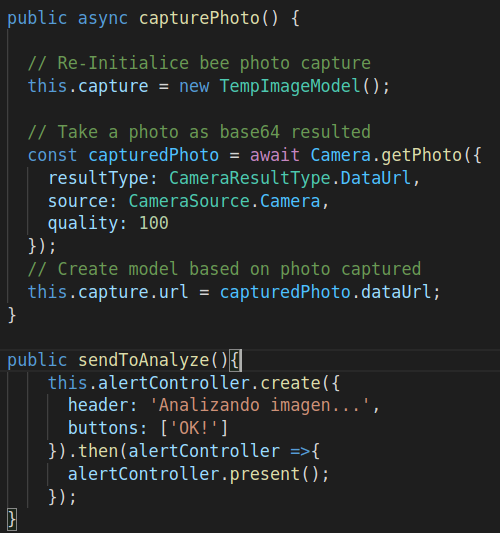 public async capturePhoto() {
// Re-Initialice bee photo capture
this.capture = new TempImageModel();
// Take a photo as base64 resulted
const capturedPhoto = await Camera.getPhoto({
resultType: CameraResultType.DataUrl,
source: CameraSource.Camera,
quality: 100
});
// Create model based on photo captured
this.capture.url = capturedPhoto.dataUrl;
}
public sendToAnalyze(){
this.alertController.create({
header: 'Analizando imagen...',
buttons: ['OK!']
}).then(alertController =>{
alertController.present();
});
}